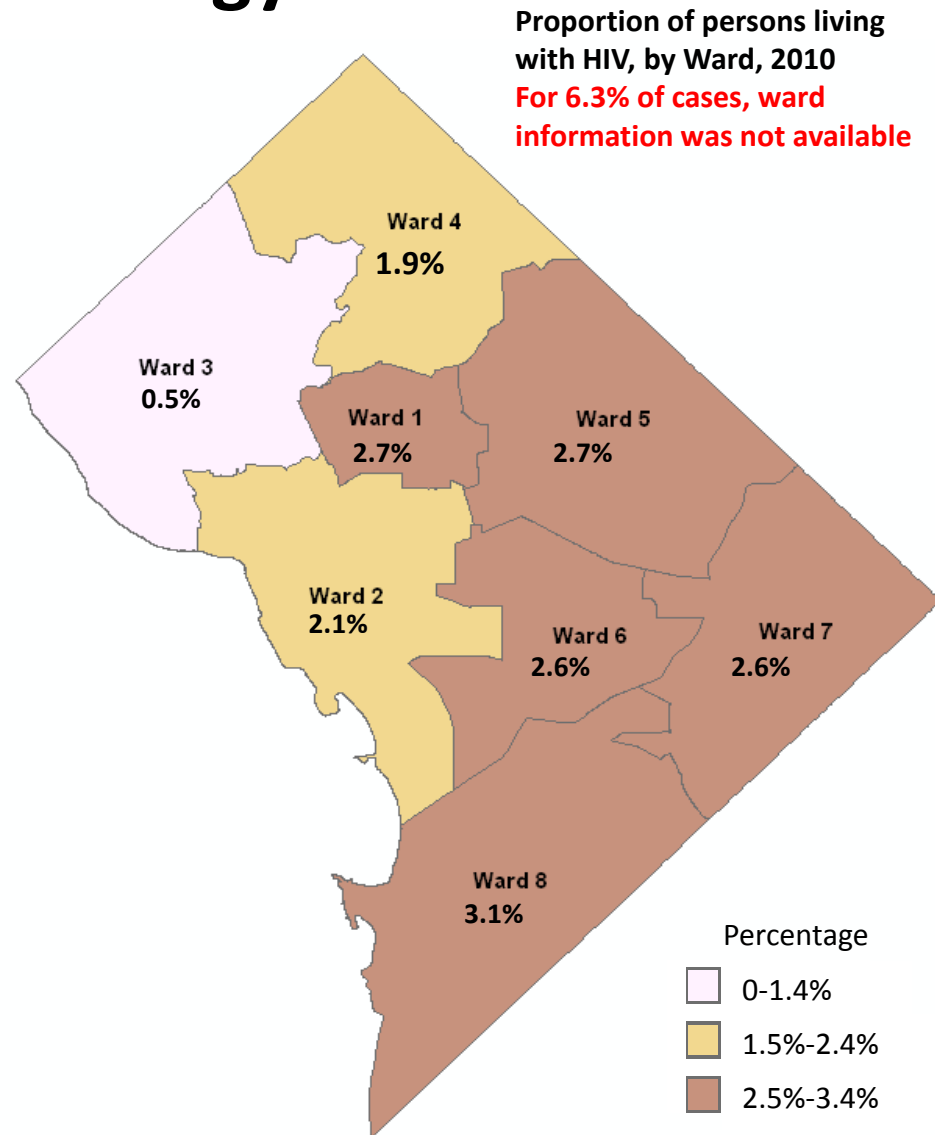 Proportion of persons living
with HIV, by Ward, 2010
For 6.3% of cases, ward
information was not available
Ward 4
1.9%
Ward 3
0.5%
Ward 1
2.7%
Ward 5
2.7%
Ward 2
2.1%
Ward 6
2.6%
Ward 7
2.6%
Ward 8
3.1%
Percentage
0-1.4%
1.5%-2.4%
2.5%-3.4%